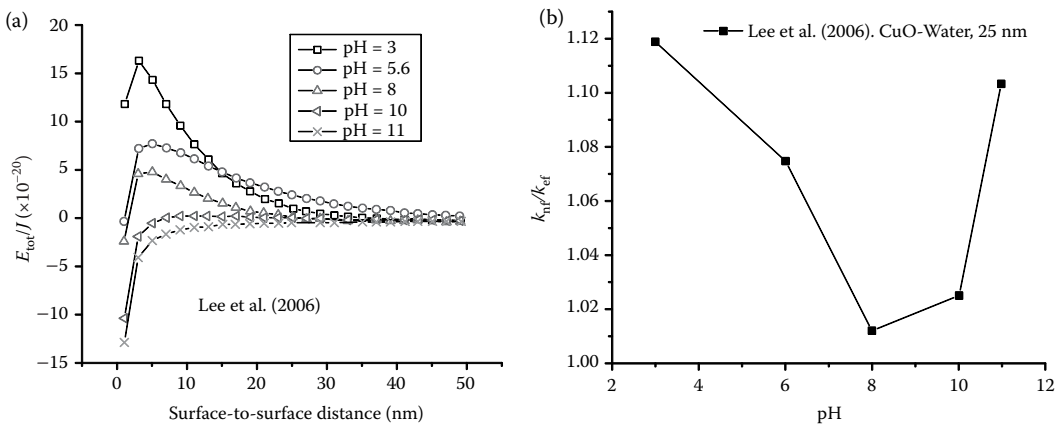 (a)
20
15
10
5
0
−5
−10
−15
E_tot/J (×10^−20)
pH = 3
pH = 5.6
pH = 8
pH = 10
pH = 11
Lee et al. (2006)
0 10 20 30 40 50
Surface-to-surface distance (nm)
(b)
1.12
1.10
1.08
1.06
1.04
1.02
1.00
k_nf/k_ef
Lee et al. (2006). CuO-Water, 25 nm
2 4 6 8 10 12
pH